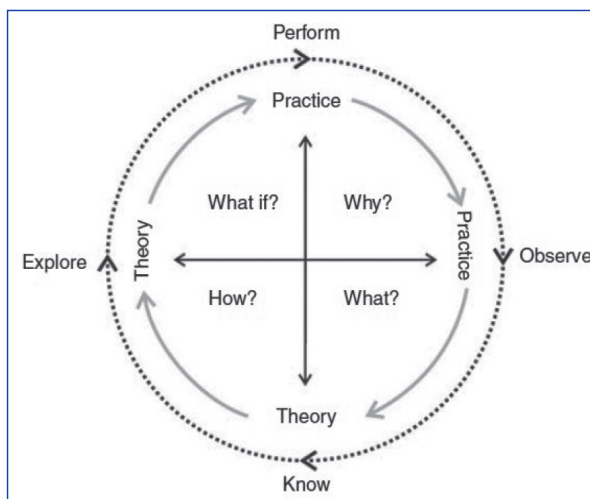 Perform
Practice
What if?
Why?
Explore
Theory
Practice
Observe
How?
What?
Theory
Know